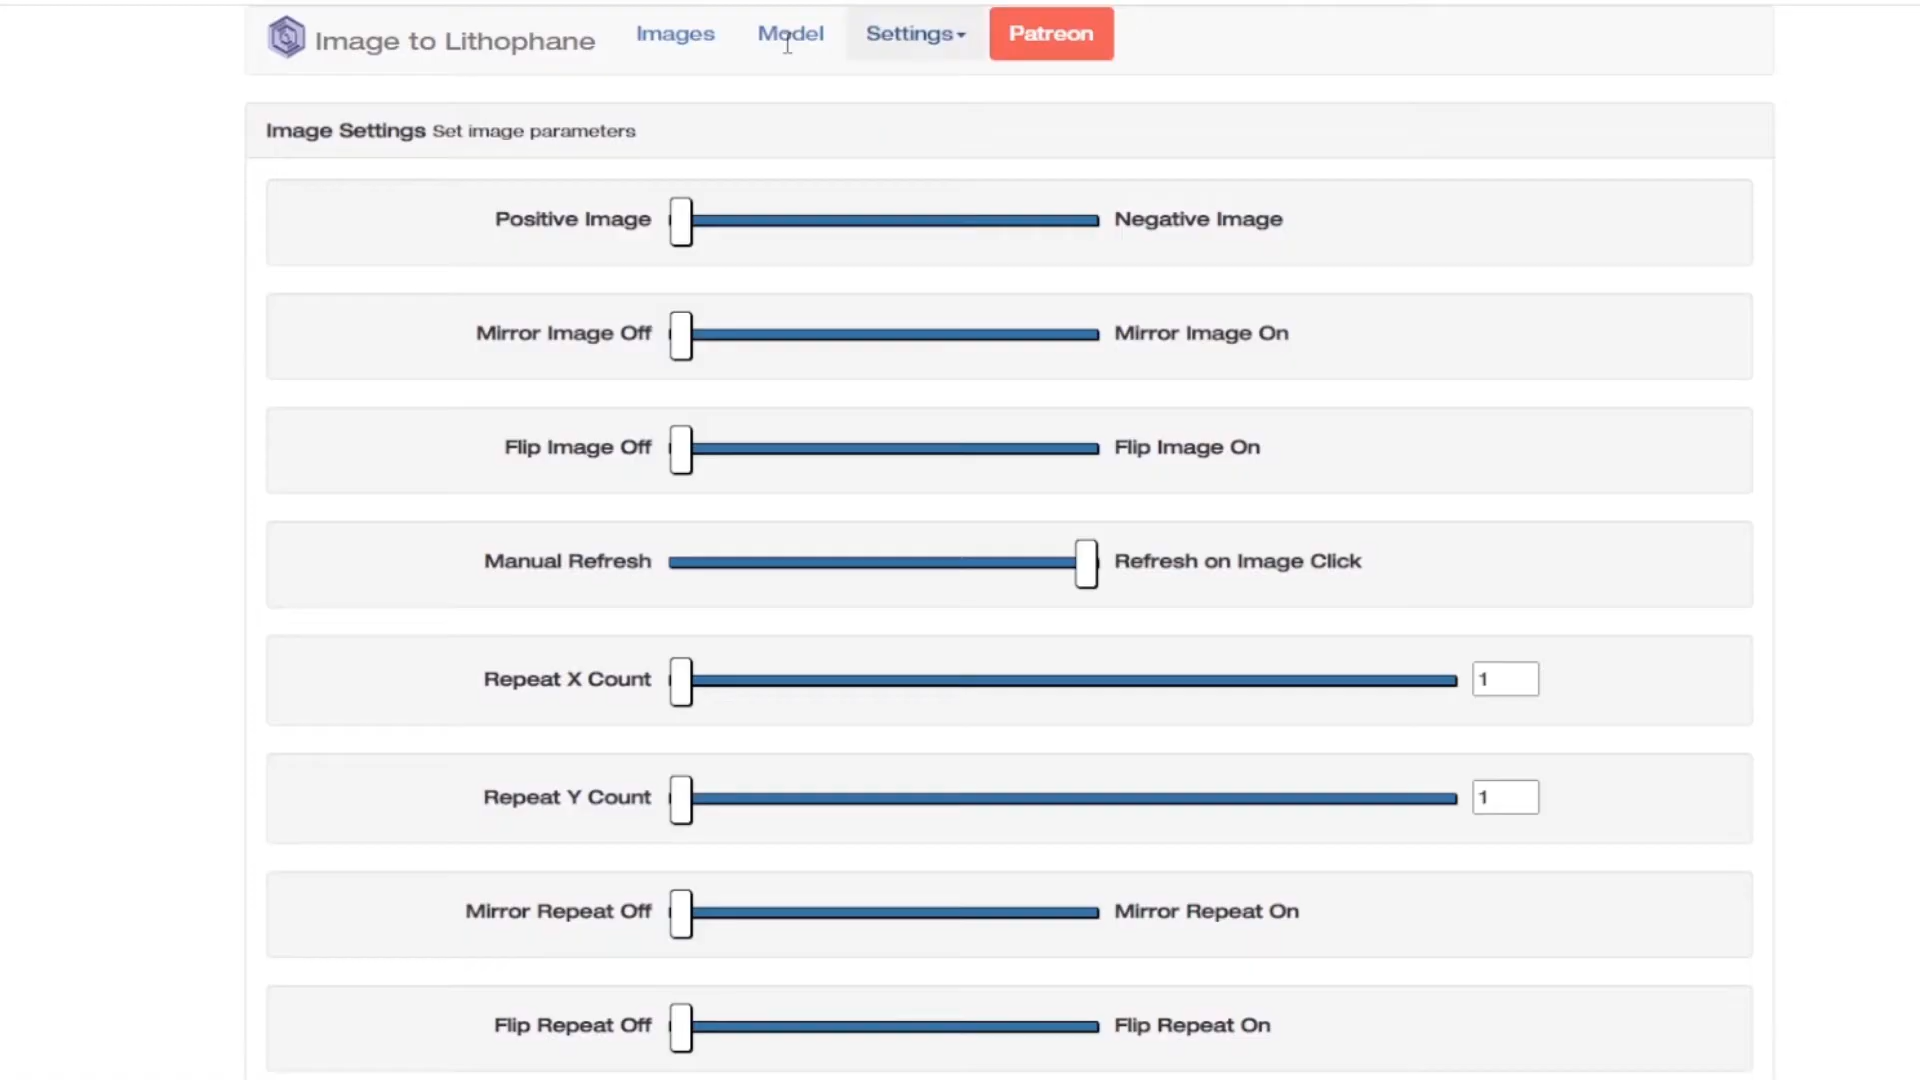 Image to Lithophane Images Model Settings Patreon
Image Settings Set image parameters
Positive Image Negative Image
Mirror Image Off Mirror Image On
Flip Image Off Flip Image On
Manual Refresh Refresh on Image Click
Repeat X Count 1
Repeat Y Count 1
Mirror Repeat Off Mirror Repeat On
Flip Repeat Off Flip Repeat On